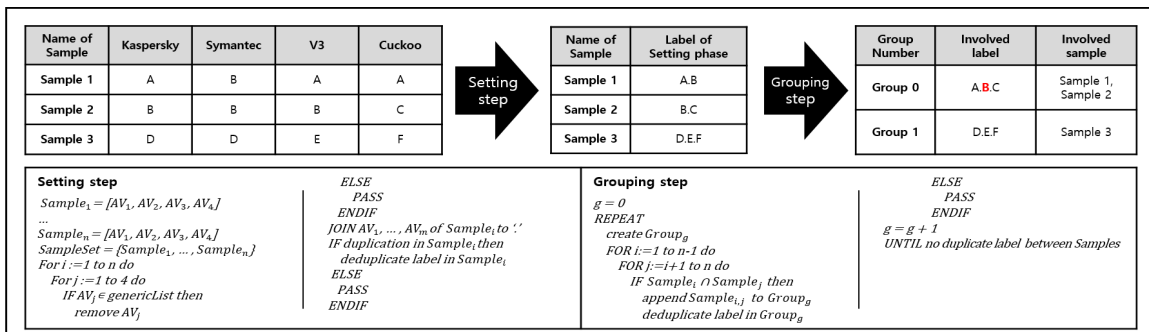 Name of Sample Kaspersky Symantec V3 Cuckoo
Sample 1 A B A A
Sample 2 B B B C
Sample 3 D D E F
Setting step
Name of Sample Label of Setting phase
Sample 1 A.B
Sample 2 B.C
Sample 3 D.E.F
Grouping step
Group Number Involved label Involved sample
Group 0 A.B.C Sample 1, Sample 2
Group 1 D.E.F Sample 3
Setting step
Sample₁ = [AV₁, AV₂, AV₃, AV₄]
...
Sampleₙ = [AV₁, AV₂, AV₃, AV₄]
SampleSet = {Sample₁, ... , Sampleₙ}
For i :=1 to n do
For j :=1 to 4 do
IF AVⱼ ∈ genericList then
remove AVⱼ
ELSE
PASS
ENDIF
JOIN AV₁, ... , AVₘ of Sampleᵢ to '.'
IF duplication in Sampleᵢ then
deduplicate label in Sampleᵢ
ELSE
PASS
ENDIF
Grouping step
g = 0
REPEAT
create Group_g
FOR i:=1 to n-1 do
FOR j:=i+1 to n do
IF Sampleᵢ ∩ Sampleⱼ then
append Sampleᵢ,ⱼ to Group_g
deduplicate label in Group_g
ELSE
PASS
ENDIF
g = g + 1
UNTIL no duplicate label between Samples